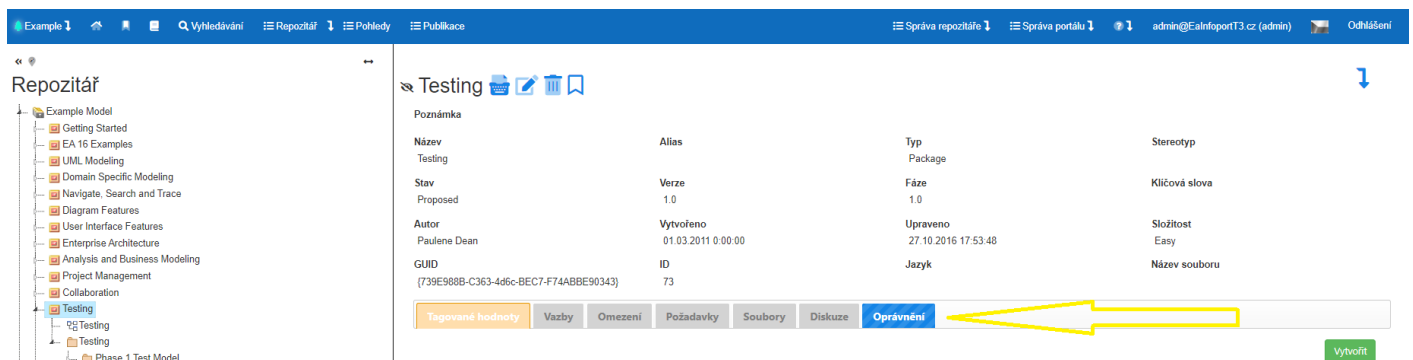 Example Vyhledávání Repozitář Pohledy Publikace Správa repozitáře Správa portálu admin@EaInfoportT3.cz (admin) Odhlášení
Repozitář
Example Model
Getting Started
EA 16 Examples
UML Modeling
Domain Specific Modeling
Navigate, Search and Trace
Diagram Features
User Interface Features
Enterprise Architecture
Analysis and Business Modeling
Project Management
Collaboration
Testing
Testing
Testing
Phase 1 Test Model
Testing
Poznámka
Název Alias Typ Stereotyp
Testing Package
Stav Verze Fáze Klíčová slova
Proposed 1.0 1.0
Autor Vytvořeno Upraveno Složitost
Paulene Dean 01.03.2011 0:00:00 27.10.2016 17:53:48 Easy
GUID ID Jazyk Název souboru
{739E988B-C363-4d6c-BEC7-F74ABBE90343} 73
Tagované hodnoty Vazby Omezení Požadavky Soubory Diskuze Oprávnění
Vytvořit